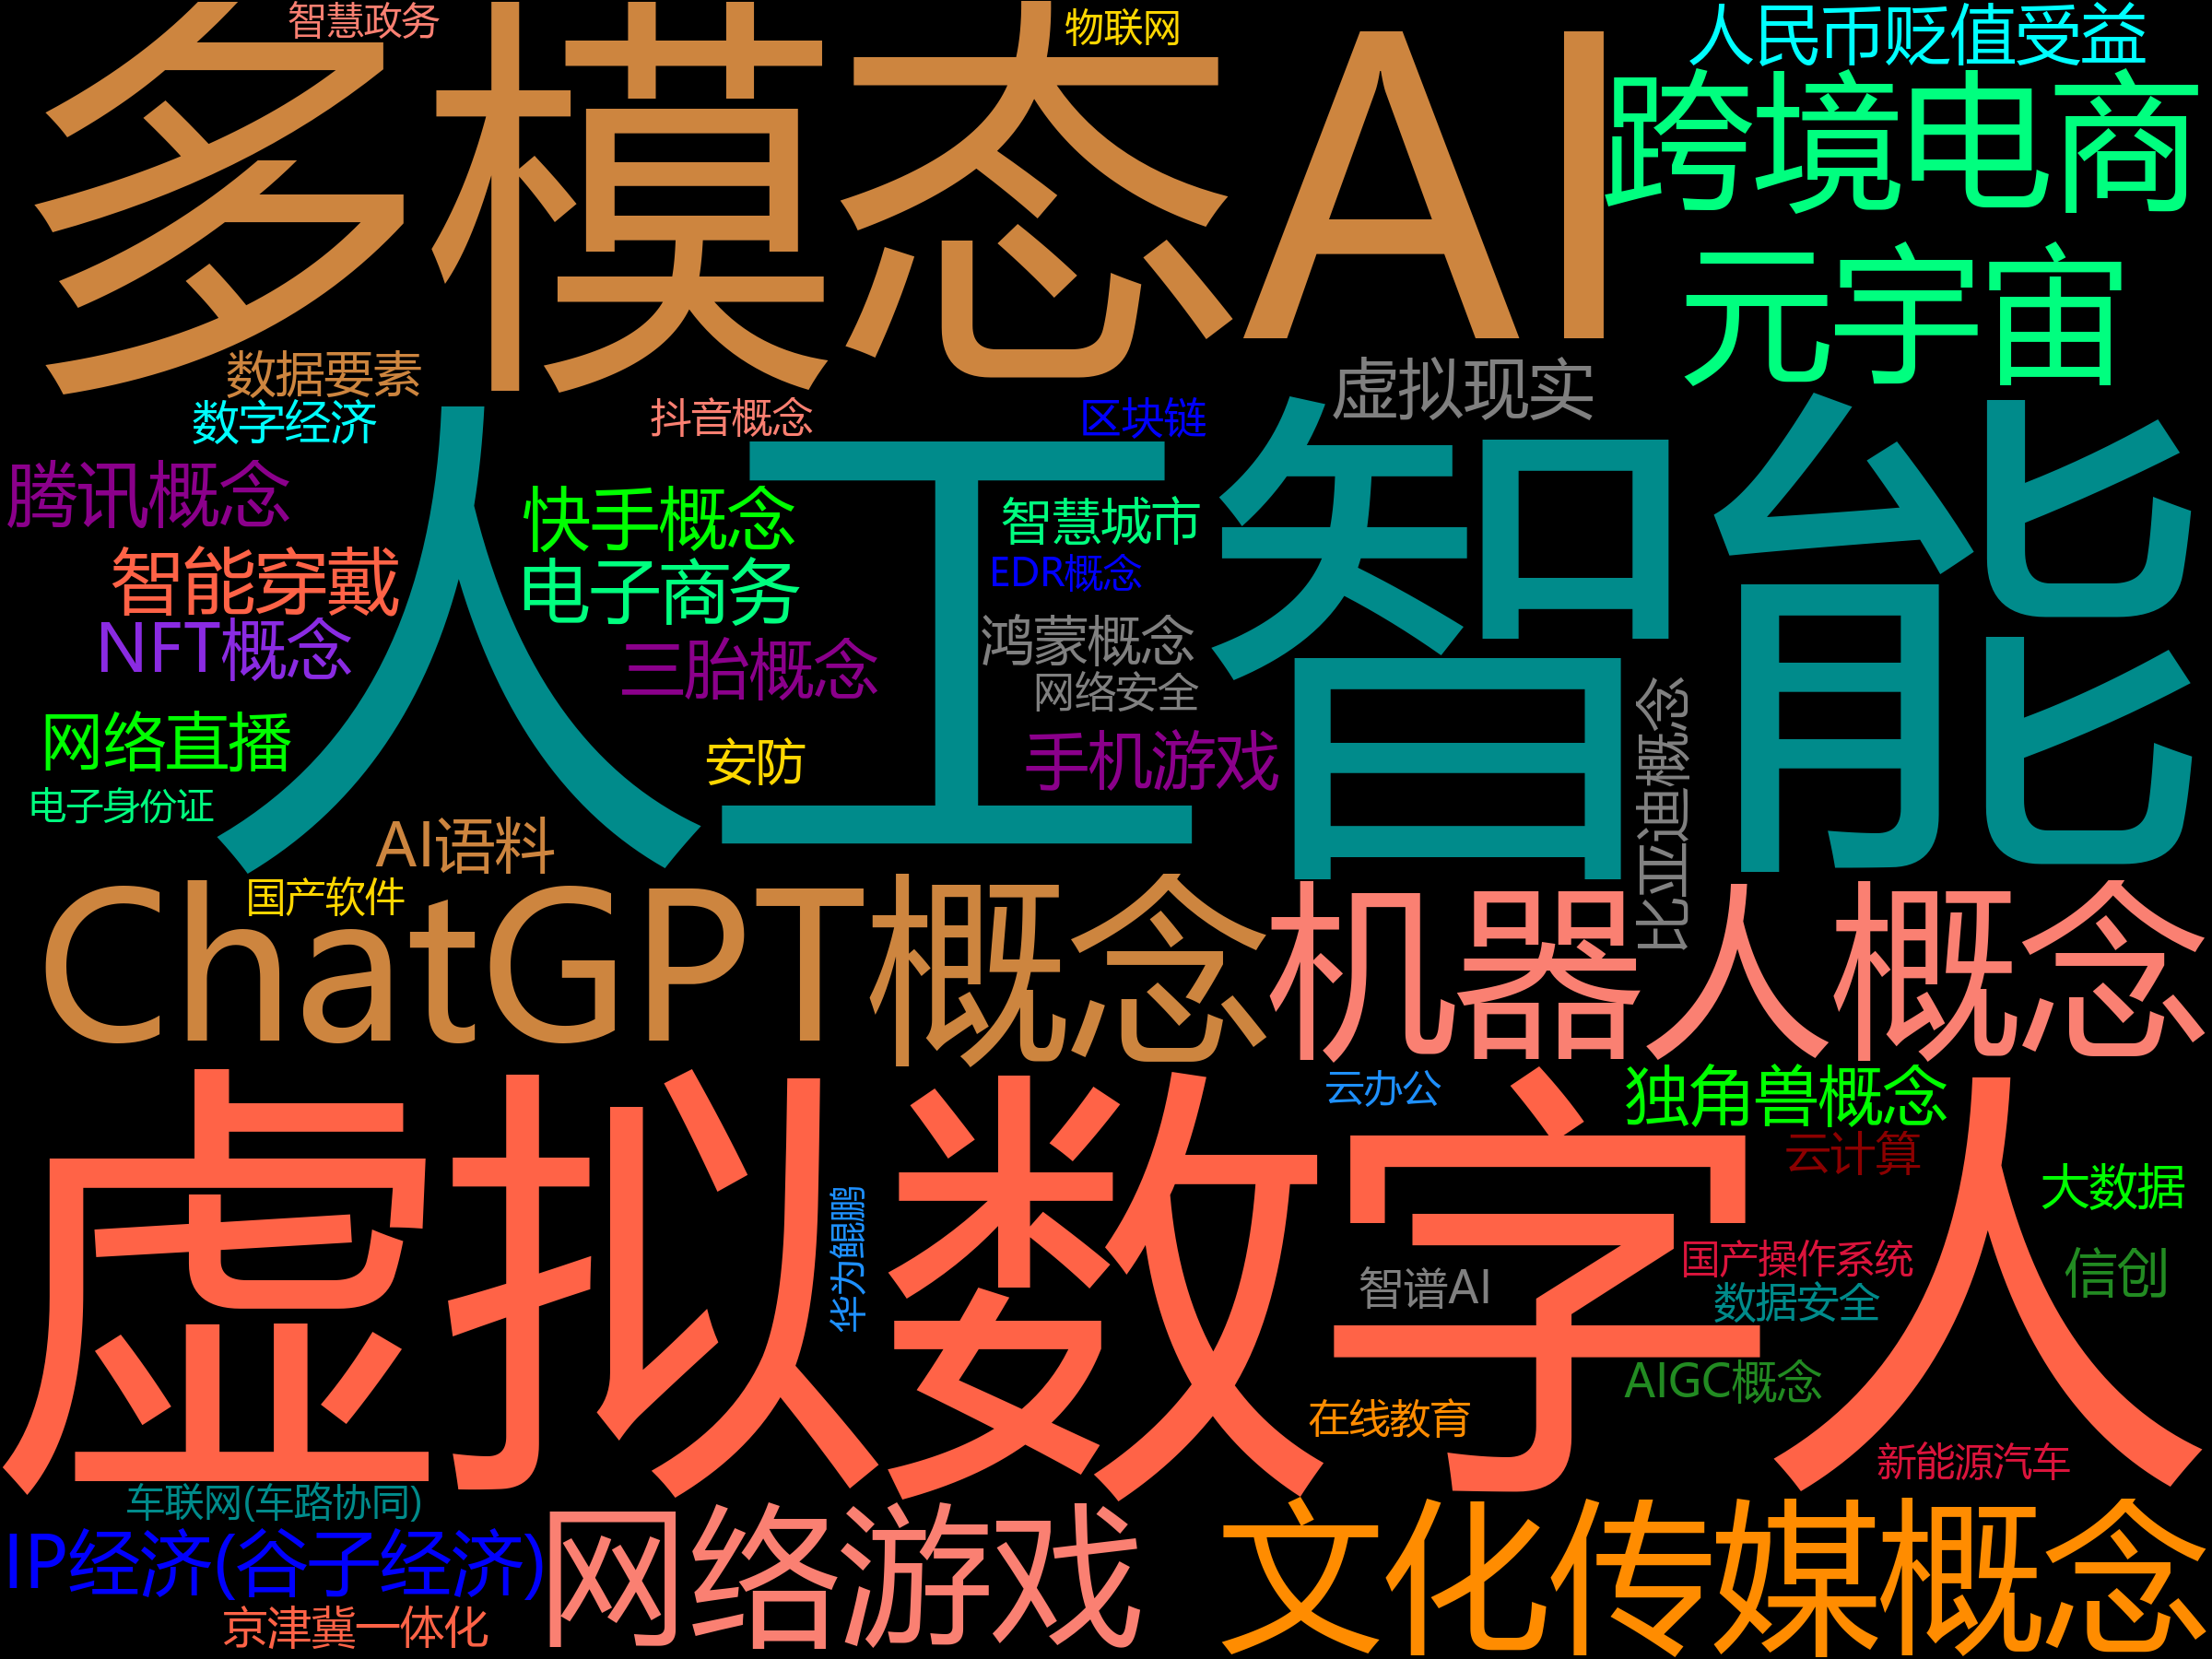 智慧政务
物联网
人民币贬值受益
多模态AI
跨境电商
元宇宙
数据要素
虚拟现实
数字经济
抖音概念
区块链
人工智能
腾讯概念
快手概念
智慧城市
智能穿戴
电子商务
EDR概念
NFT概念
三胎概念
鸿蒙概念
网络安全
网络直播
安防
手机游戏
比亚迪概念
电子身份证
AI语料
国产软件
ChatGPT概念
机器人概念
云办公
独角兽概念
云计算
大数据
虚拟数字人
华为鲲鹏
智谱AI
国产操作系统
信创
数据安全
AIGC概念
在线教育
新能源汽车
车联网(车路协同)
IP经济(谷子经济)
网络游戏
文化传媒概念
京津冀一体化